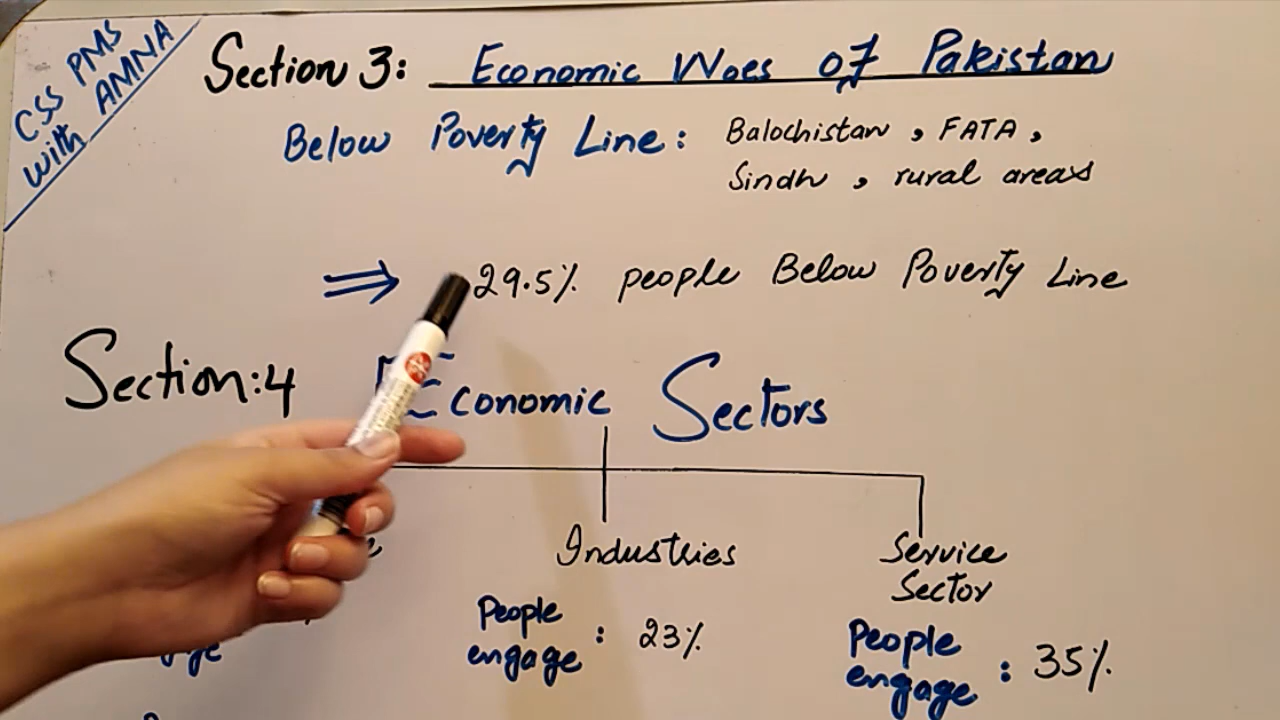 CSS PMS
with AMNA
Section 3: Economic Woes of Pakistan
Below Poverty Line: Balochistan, FATA,
Sindh, rural areas
⇒ 29.5% people Below Poverty Line
Section:4 Economic Sectors
Industries
Service
Sector
People
engage : 23%
People
engage : 35%